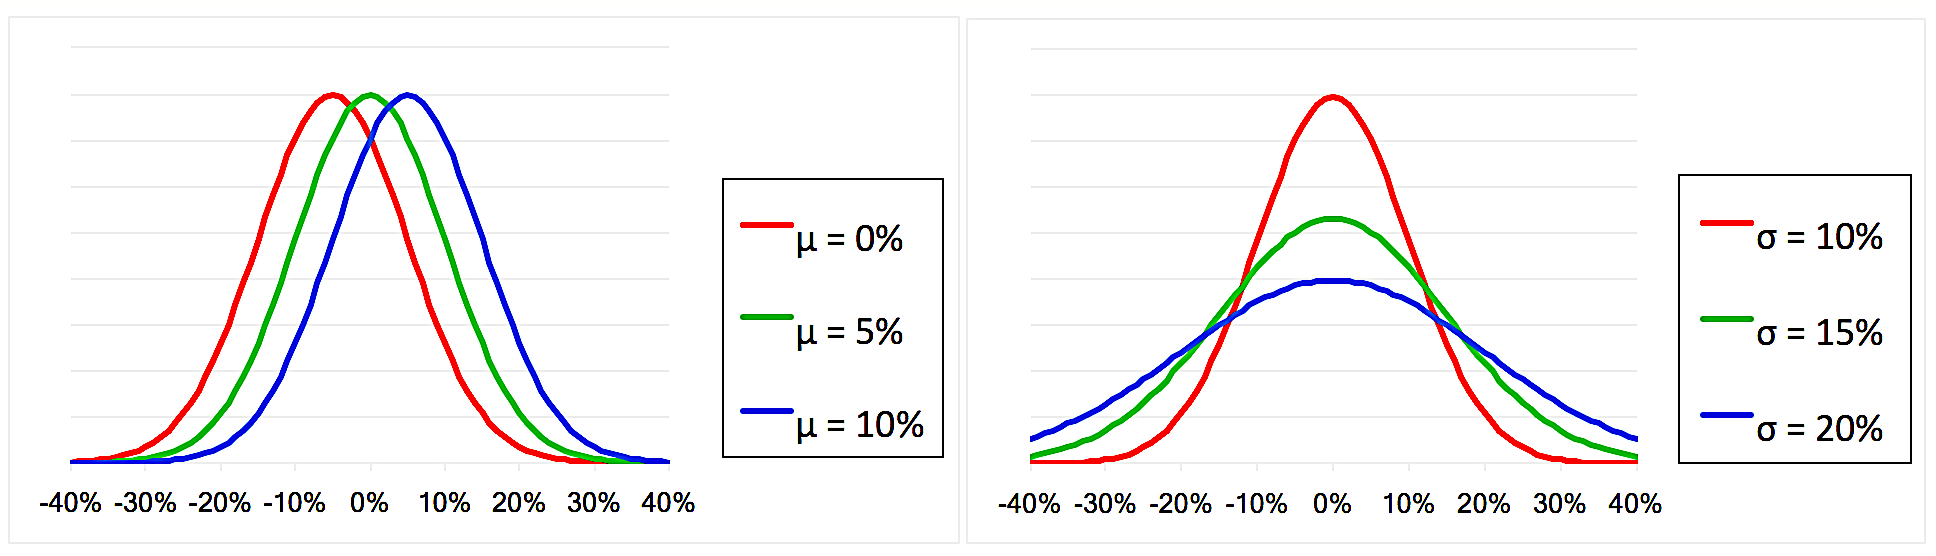 μ = 0%
μ = 5%
μ = 10%
-40% -30% -20% -10% 0% 10% 20% 30% 40%
σ = 10%
σ = 15%
σ = 20%
-40% -30% -20% -10% 0% 10% 20% 30% 40%